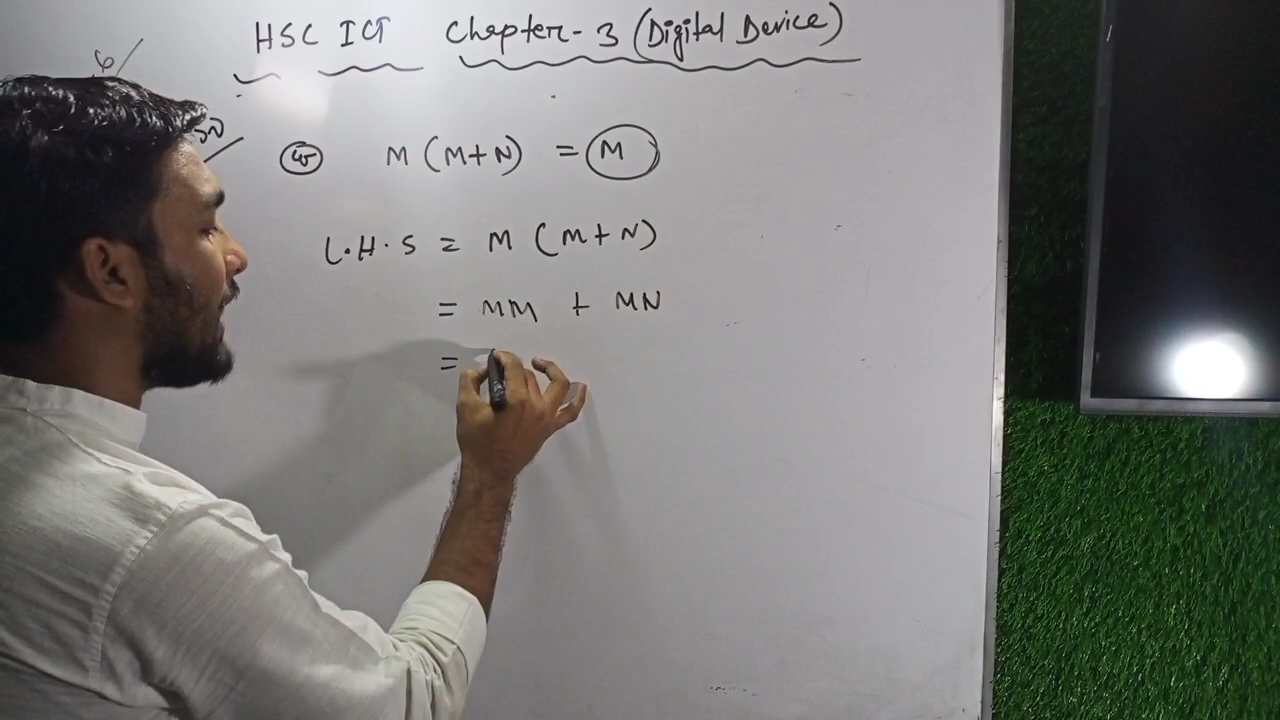 HSC ICT Chapter-3 (Digital Device)
M (M+N) = M
L.H.S = M (M+N)
= MM + MN
=